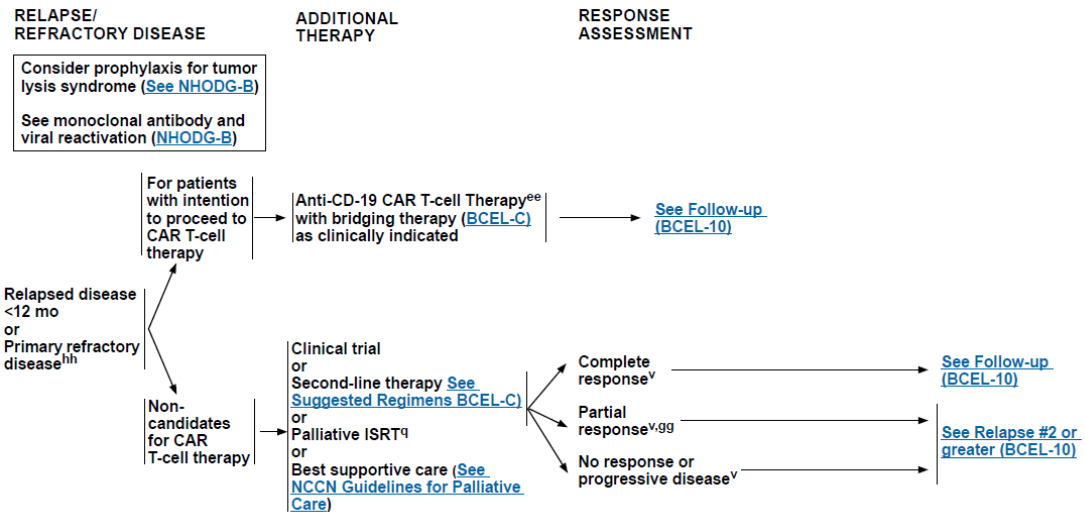 RELAPSE/
REFRACTORY DISEASE
ADDITIONAL
THERAPY
RESPONSE
ASSESSMENT
Consider prophylaxis for tumor
lysis syndrome (See NHODG-B)
See monoclonal antibody and
viral reactivation (NHODG-B)
For patients
with intention
to proceed to
CAR T-cell
therapy
Anti-CD-19 CAR T-cell Therapyee
with bridging therapy (BCEL-C)
as clinically indicated
See Follow-up
(BCEL-10)
Relapsed disease
<12 mo
or
Primary refractory
diseasehh
Non-
candidates
for CAR
T-cell therapy
Clinical trial
or
Second-line therapy See
Suggested Regimens BCEL-C)
or
Palliative ISRTq
or
Best supportive care (See
NCCN Guidelines for Palliative
Care)
Complete
responsev
See Follow-up
(BCEL-10)
Partial
responsev,gg
No response or
progressive diseasev
See Relapse #2 or
greater (BCEL-10)